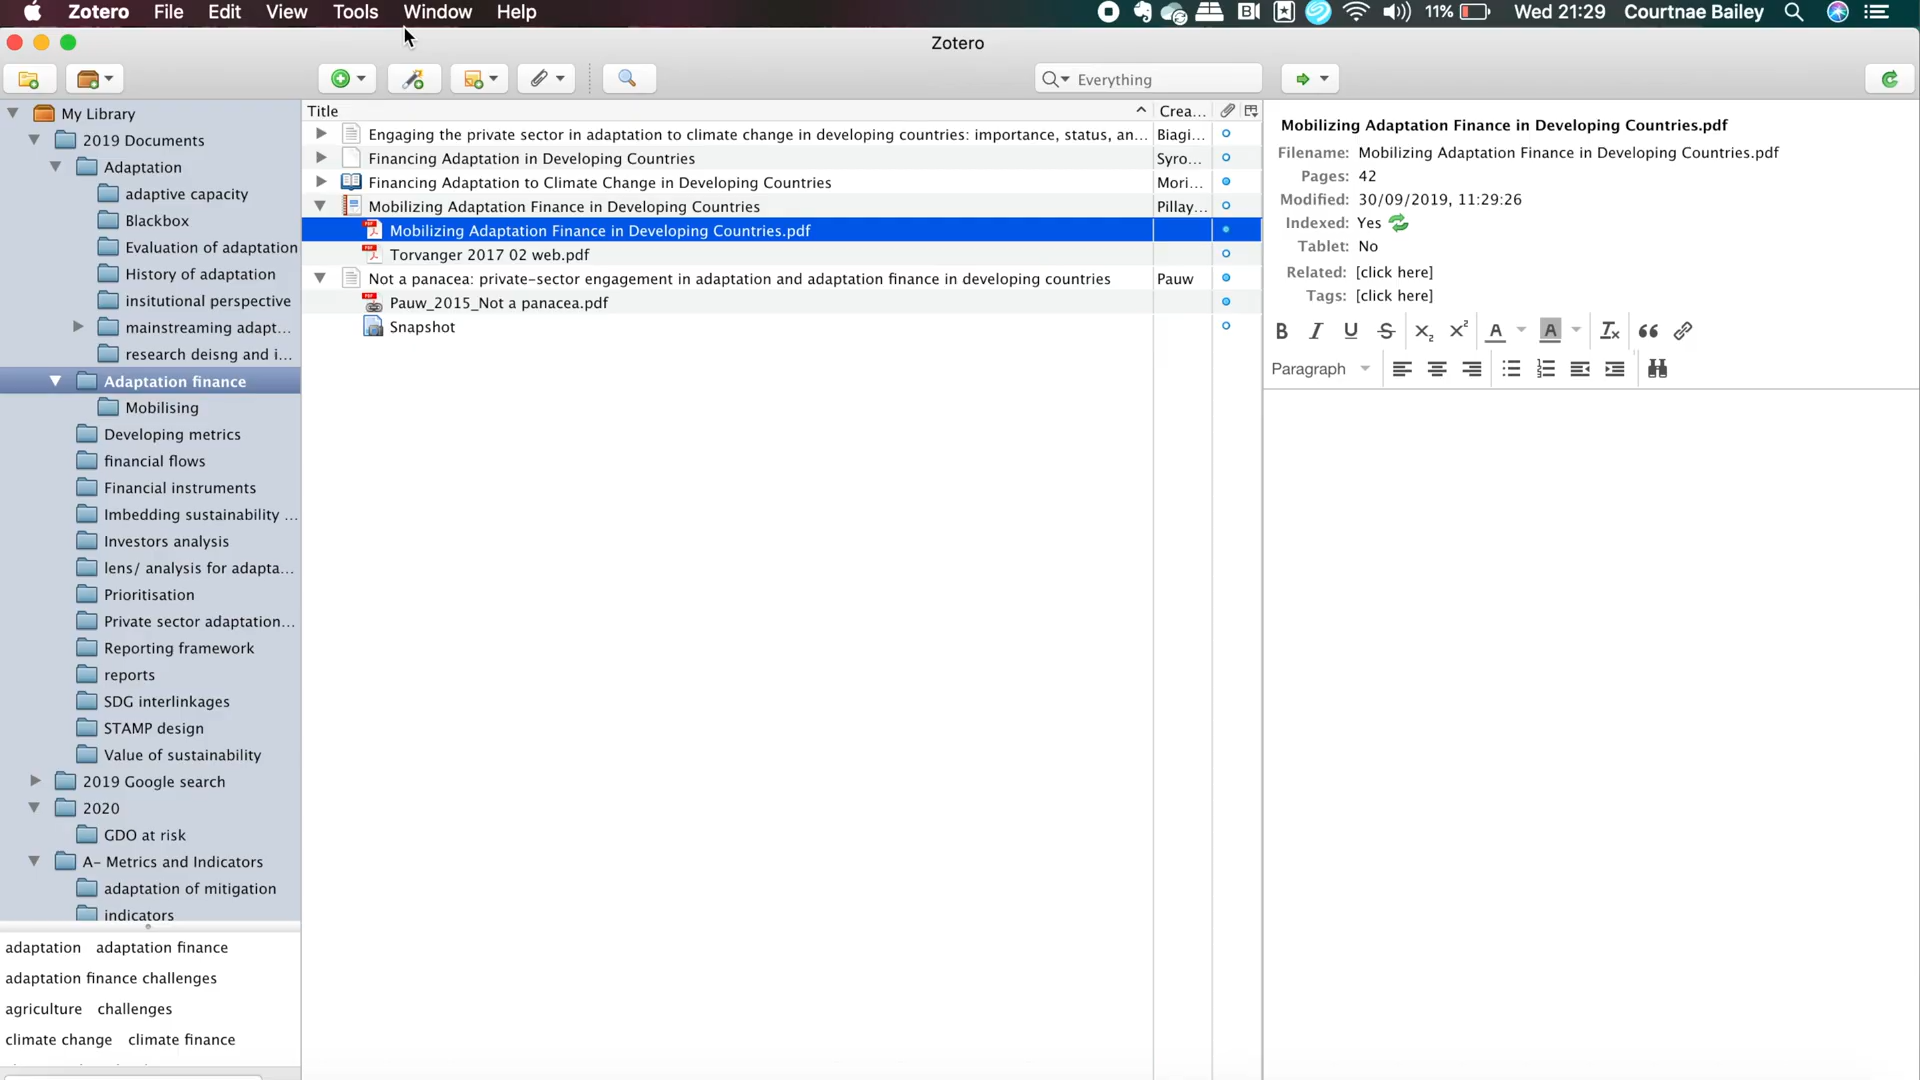 Zotero File Edit View Tools Window Help 11% Wed 21:29 Courtnae Bailey
Zotero
Everything
My Library
2019 Documents
Adaptation
adaptive capacity
Blackbox
Evaluation of adaptation
History of adaptation
insitutional perspective
mainstreaming adapt...
research deisng and i...
Adaptation finance
Mobilising
Developing metrics
financial flows
Financial instruments
Imbedding sustainability ...
Investors analysis
lens/ analysis for adapta...
Prioritisation
Private sector adaptation...
Reporting framework
reports
SDG interlinkages
STAMP design
Value of sustainability
2019 Google search
2020
GDO at risk
A- Metrics and Indicators
adaptation of mitigation
indicators
adaptation adaptation finance
adaptation finance challenges
agriculture challenges
climate change climate finance
Title Crea...
Engaging the private sector in adaptation to climate change in developing countries: importance, status, an... Biagi...
Financing Adaptation in Developing Countries Syro...
Financing Adaptation to Climate Change in Developing Countries Mori...
Mobilizing Adaptation Finance in Developing Countries Pillay...
Mobilizing Adaptation Finance in Developing Countries.pdf
Torvanger 2017 02 web.pdf
Not a panacea: private-sector engagement in adaptation and adaptation finance in developing countries Pauw
Pauw_2015_Not a panacea.pdf
Snapshot
Mobilizing Adaptation Finance in Developing Countries.pdf
Filename: Mobilizing Adaptation Finance in Developing Countries.pdf
Pages: 42
Modified: 30/09/2019, 11:29:26
Indexed: Yes
Tablet: No
Related: [click here]
Tags: [click here]
Paragraph